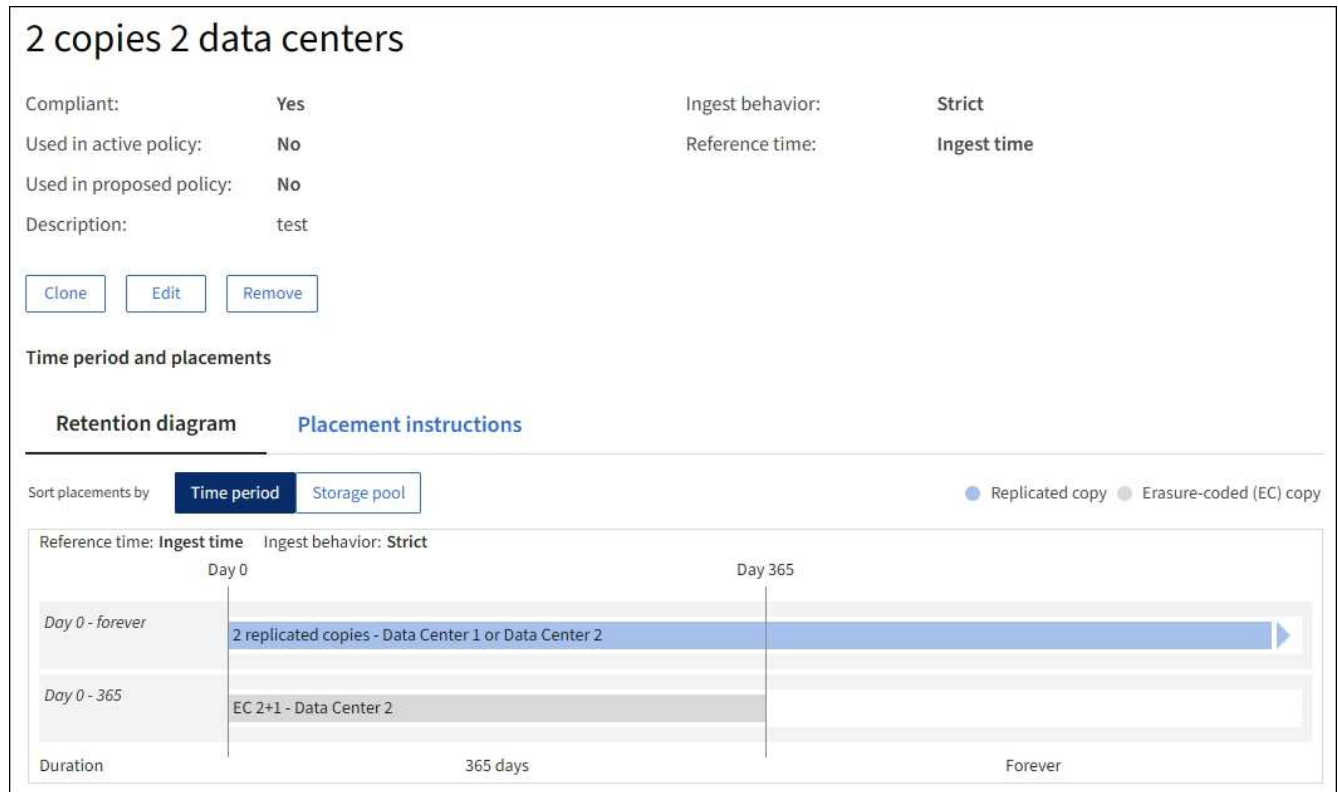 2 copies 2 data centers
Compliant: Yes Ingest behavior: Strict
Used in active policy: No Reference time: Ingest time
Used in proposed policy: No
Description: test
Clone Edit Remove
Time period and placements
Retention diagram Placement instructions
Sort placements by Time period Storage pool Replicated copy Erasure-coded (EC) copy
Reference time: Ingest time Ingest behavior: Strict
Day 0 Day 365
Day 0 - forever
2 replicated copies - Data Center 1 or Data Center 2
Day 0 - 365
EC 2+1 - Data Center 2
Duration 365 days Forever